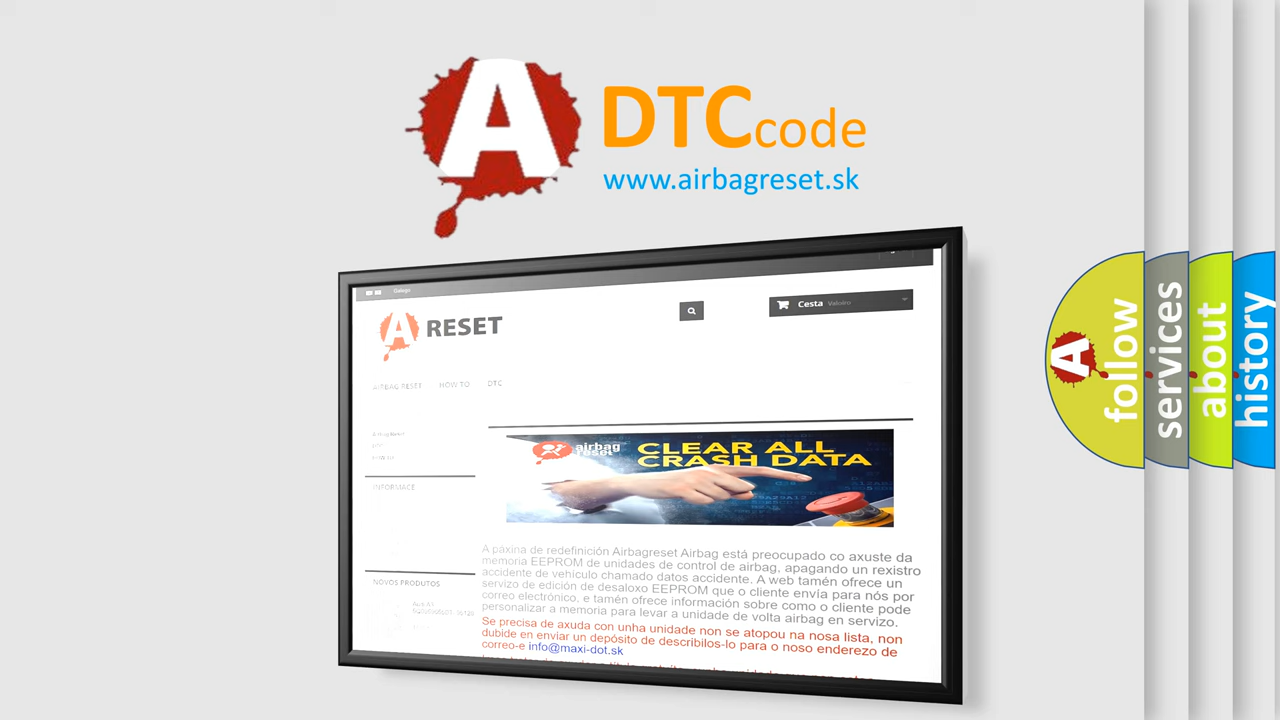 A DTC code
www.airbagreset.sk
Galego
A RESET
Cesta Valeiro
AIRBAG RESET HOW TO DTC
HOW TO
INFORMACE
airbag
reset
CLEAR ALL
CRASH DATA
A páxina de redefinición Airbagreset Airbag está preocupado co axuste da
memoria EEPROM de unidades de control de airbag, apagando un rexistro
accidente de vehículo chamado datos accidente. A web tamén ofrece un
servizo de edición de desaloxo EEPROM que o cliente envía para nós por
correo electrónico, e tamén ofrece información sobre como o cliente pode
personalizar a memoria para levar a unidade de volta airbag en servizo.
Se precisa de axuda con unha unidade non se atopou na nosa lista, non
dubide en enviar un depósito de describilos-lo para o noso enderezo de
correo-e info@maxi-dot.sk
NOVOS PRODUTOS
A follow
services
about
history